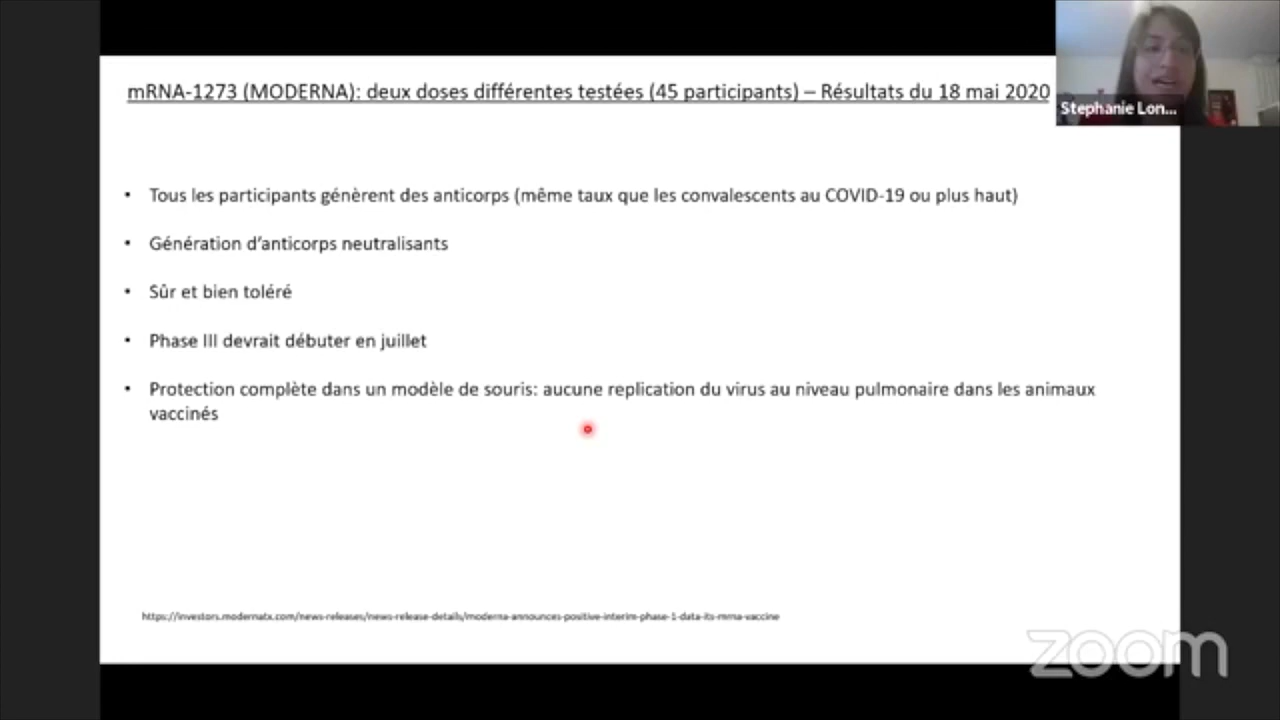 mRNA-1273 (MODERNA): deux doses différentes testées (45 participants) – Résultats du 18 mai 2020
Stephanie Lon...
• Tous les participants génèrent des anticorps (même taux que les convalescents au COVID-19 ou plus haut)
• Génération d'anticorps neutralisants
• Sûr et bien toléré
• Phase III devrait débuter en juillet
• Protection complète dans un modèle de souris: aucune replication du virus au niveau pulmonaire dans les animaux
vaccinés
https://investors.modernatx.com/news-releases/news-release-details/moderna-announces-positive-interim-phase-1-data-its-mrna-vaccine
zoom